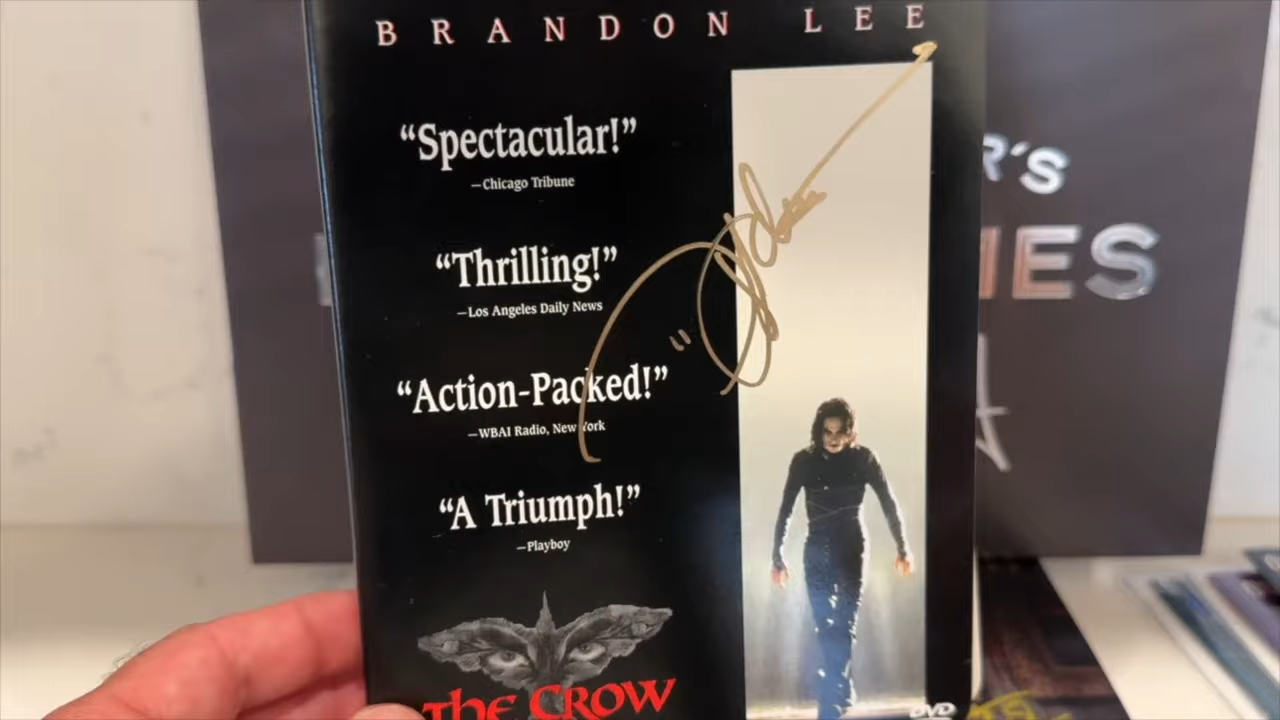 BRANDON LEE
“Spectacular!”
—Chicago Tribune
“Thrilling!”
—Los Angeles Daily News
“Action-Packed!”
—WBAI Radio, New York
“A Triumph!”
—Playboy
THE CROW
DVD
R'S
IES